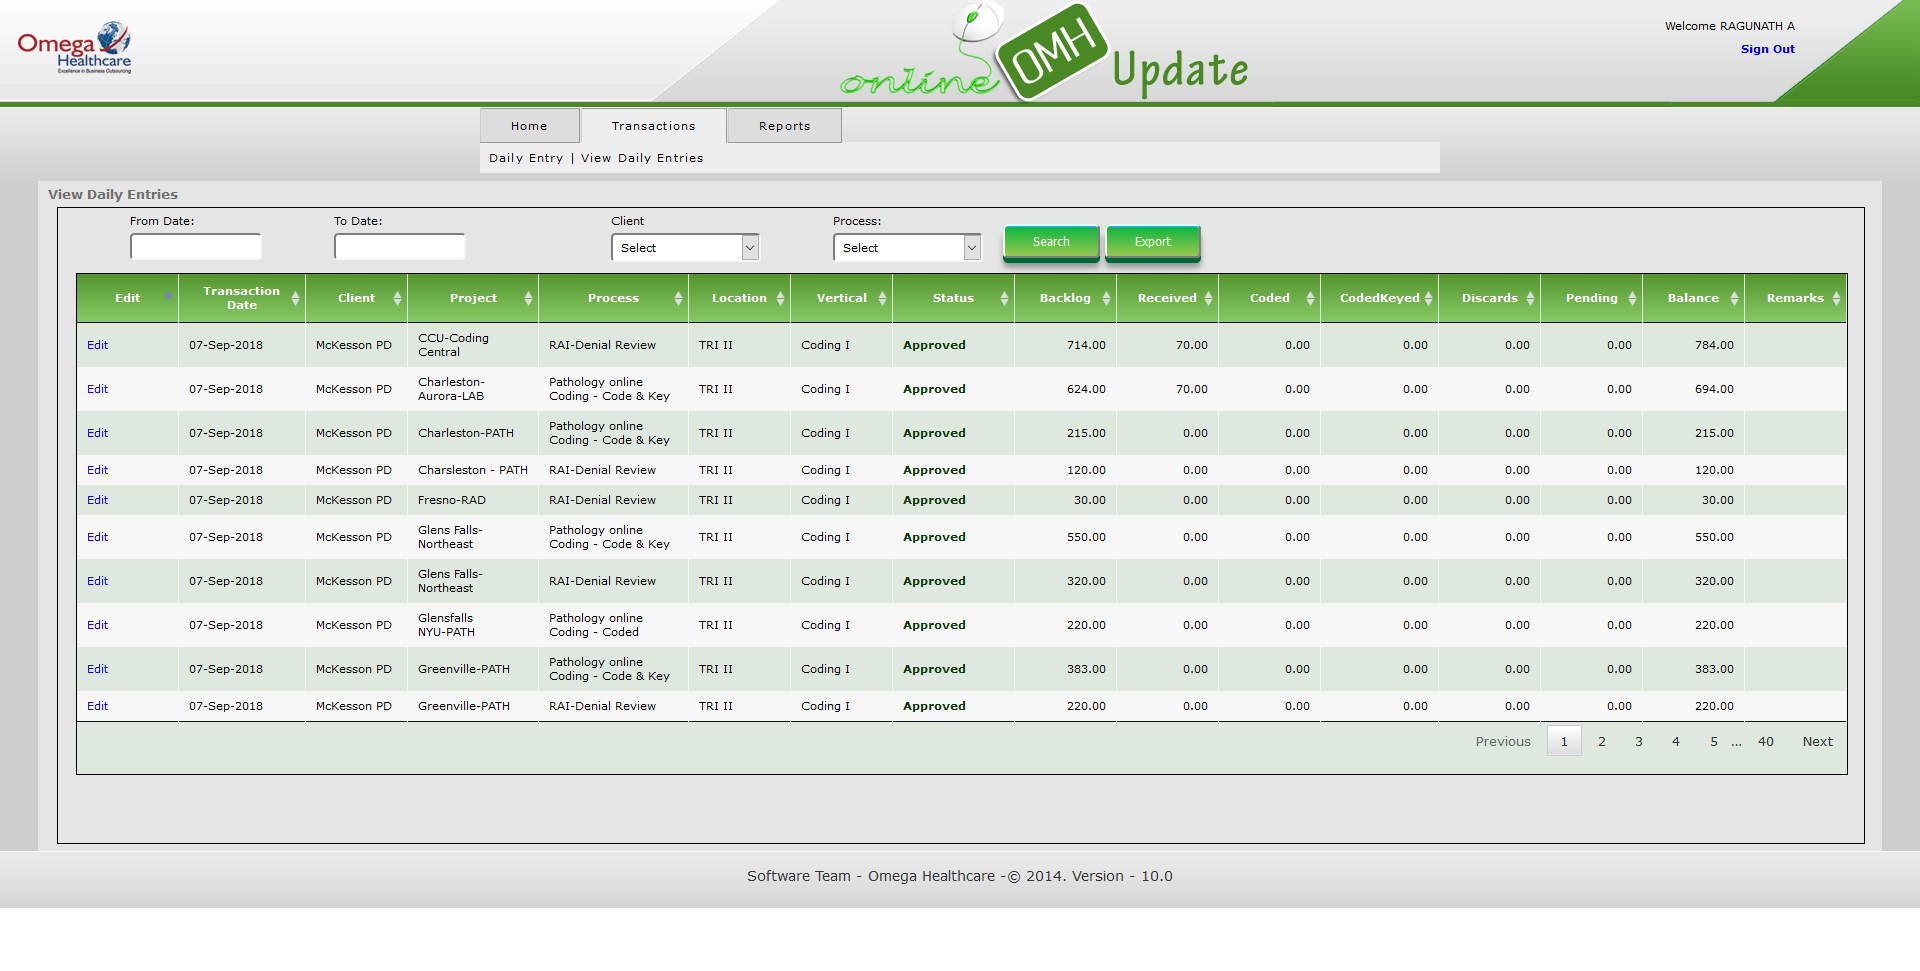 Omega
Healthcare
Excellence in Business Outsourcing
online OMH Update
Welcome RAGUNATH A
Sign Out
Home Transactions Reports
Daily Entry | View Daily Entries
View Daily Entries
From Date: To Date: Client Process:
Select Select Search Export
Edit Transaction Date Client Project Process Location Vertical Status Backlog Received Coded CodedKeyed Discards Pending Balance Remarks
Edit 07-Sep-2018 McKesson PD CCU-Coding Central RAI-Denial Review TRI II Coding I Approved 714.00 70.00 0.00 0.00 0.00 0.00 784.00
Edit 07-Sep-2018 McKesson PD Charleston-Aurora-LAB Pathology online Coding - Code & Key TRI II Coding I Approved 624.00 70.00 0.00 0.00 0.00 0.00 694.00
Edit 07-Sep-2018 McKesson PD Charleston-PATH Pathology online Coding - Code & Key TRI II Coding I Approved 215.00 0.00 0.00 0.00 0.00 0.00 215.00
Edit 07-Sep-2018 McKesson PD Charsleston - PATH RAI-Denial Review TRI II Coding I Approved 120.00 0.00 0.00 0.00 0.00 0.00 120.00
Edit 07-Sep-2018 McKesson PD Fresno-RAD RAI-Denial Review TRI II Coding I Approved 30.00 0.00 0.00 0.00 0.00 0.00 30.00
Edit 07-Sep-2018 McKesson PD Glens Falls-Northeast Pathology online Coding - Code & Key TRI II Coding I Approved 550.00 0.00 0.00 0.00 0.00 0.00 550.00
Edit 07-Sep-2018 McKesson PD Glens Falls-Northeast RAI-Denial Review TRI II Coding I Approved 320.00 0.00 0.00 0.00 0.00 0.00 320.00
Edit 07-Sep-2018 McKesson PD Glensfalls NYU-PATH Pathology online Coding - Coded TRI II Coding I Approved 220.00 0.00 0.00 0.00 0.00 0.00 220.00
Edit 07-Sep-2018 McKesson PD Greenville-PATH Pathology online Coding - Code & Key TRI II Coding I Approved 383.00 0.00 0.00 0.00 0.00 0.00 383.00
Edit 07-Sep-2018 McKesson PD Greenville-PATH RAI-Denial Review TRI II Coding I Approved 220.00 0.00 0.00 0.00 0.00 0.00 220.00
Previous 1 2 3 4 5 ... 40 Next
Software Team - Omega Healthcare -© 2014. Version - 10.0